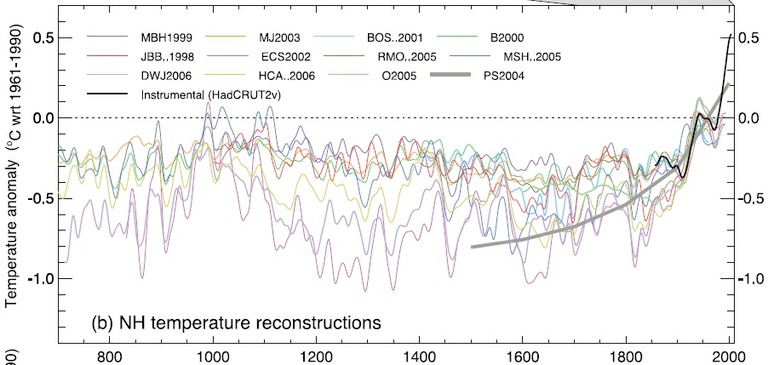 MBH1999 MJ2003 BOS..2001 B2000
JBB..1998 ECS2002 RMO..2005 MSH..2005
DWJ2006 HCA..2006 O2005 PS2004
Instrumental (HadCRUT2v)
Temperature anomaly (°C wrt 1961-1990)
0.5 0.5
0.0 0.0
-0.5 -0.5
-1.0 -1.0
(b) NH temperature reconstructions
800 1000 1200 1400 1600 1800 2000